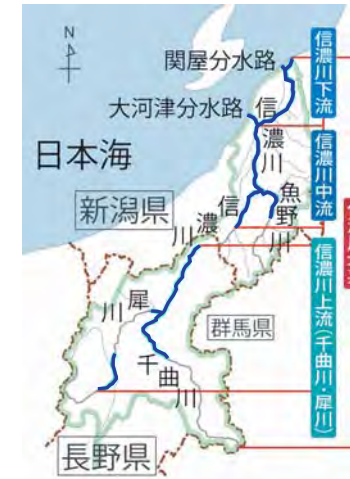 N
関屋分水路
大河津分水路
信濃川
日本海
新潟県
信濃川
魚野川
群馬県
犀川
千曲川
長野県
信濃川下流
信濃川中流
信濃川上流(千曲川・犀川)